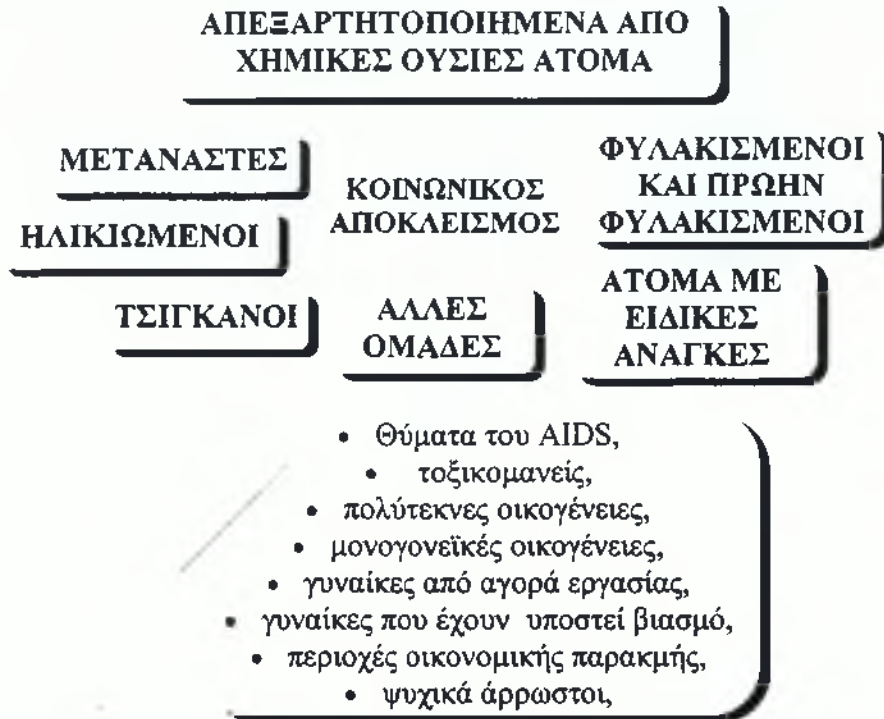 ΑΠΕΞΑΡΤΗΤΟΠΟΙΗΜΕΝΑ ΑΠΟ
ΧΗΜΙΚΕΣ ΟΥΣΙΕΣ ΑΤΟΜΑ
ΜΕΤΑΝΑΣΤΕΣ
ΗΛΙΚΙΩΜΕΝΟΙ
ΤΣΙΓΚΑΝΟΙ
ΚΟΙΝΩΝΙΚΟΣ
ΑΠΟΚΛΕΙΣΜΟΣ
ΑΛΛΕΣ
ΟΜΑΔΕΣ
ΦΥΛΑΚΙΣΜΕΝΟΙ
ΚΑΙ ΠΡΩΗΝ
ΦΥΛΑΚΙΣΜΕΝΟΙ
ΑΤΟΜΑ ΜΕ
ΕΙΔΙΚΕΣ
ΑΝΑΓΚΕΣ
• Θύματα του AIDS,
• τοξικομανείς,
• πολύτεκνες οικογένειες,
• μονογονεϊκές οικογένειες,
• γυναίκες από αγορά εργασίας,
• γυναίκες που έχουν υποστεί βιασμό,
• περιοχές οικονομικής παρακμής,
• ψυχικά άρρωστοι,